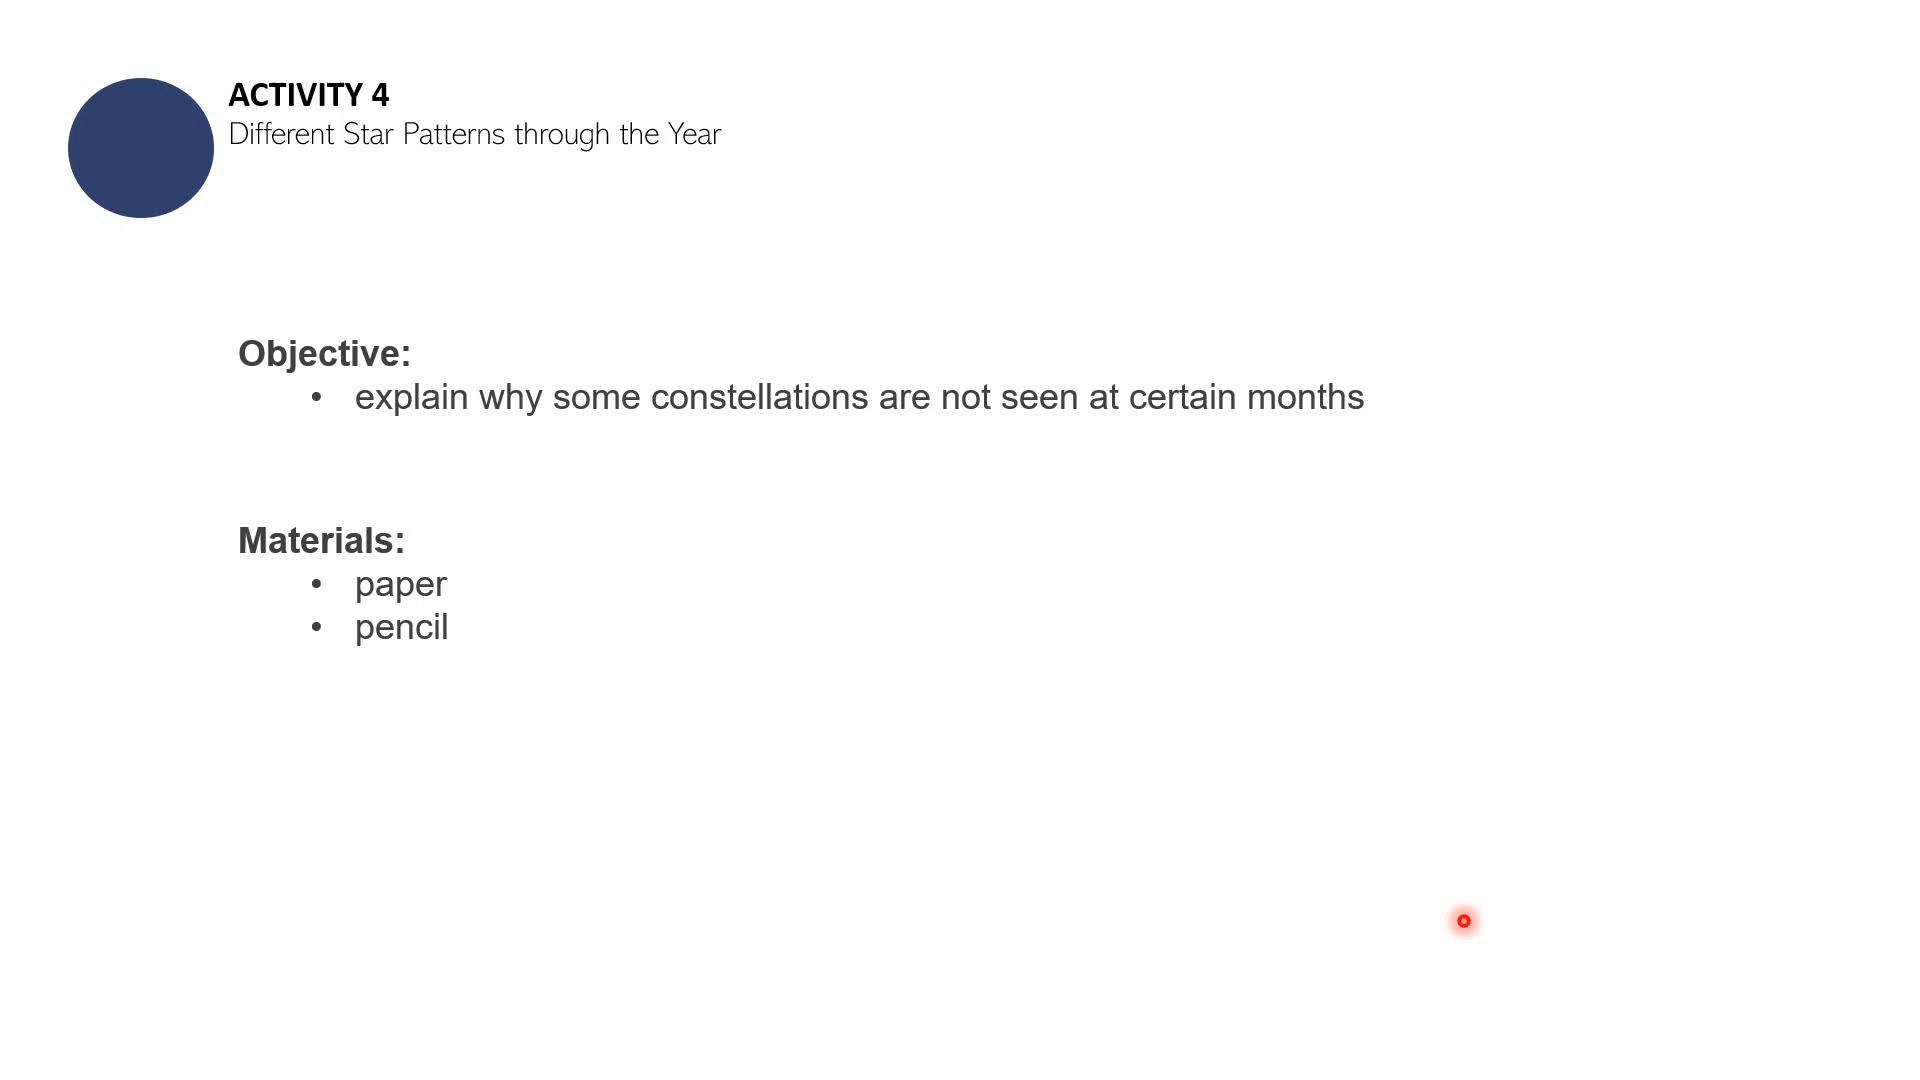 ACTIVITY 4
Different Star Patterns through the Year
Objective:
• explain why some constellations are not seen at certain months
Materials:
• paper
• pencil